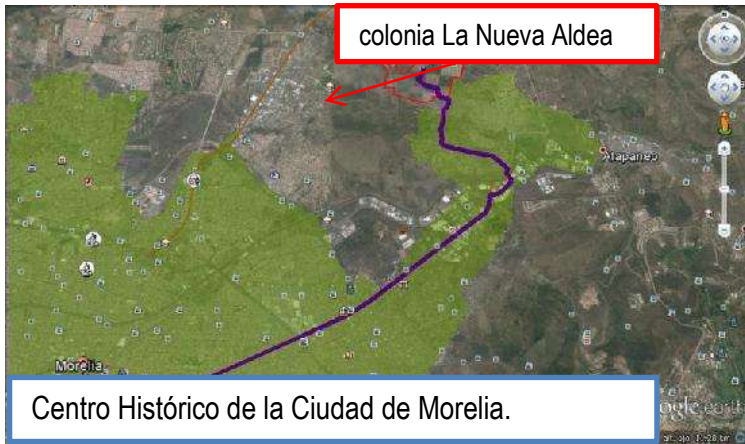 colonia La Nueva Aldea
Atapaneo
Morelia
Centro Histórico de la Ciudad de Morelia.